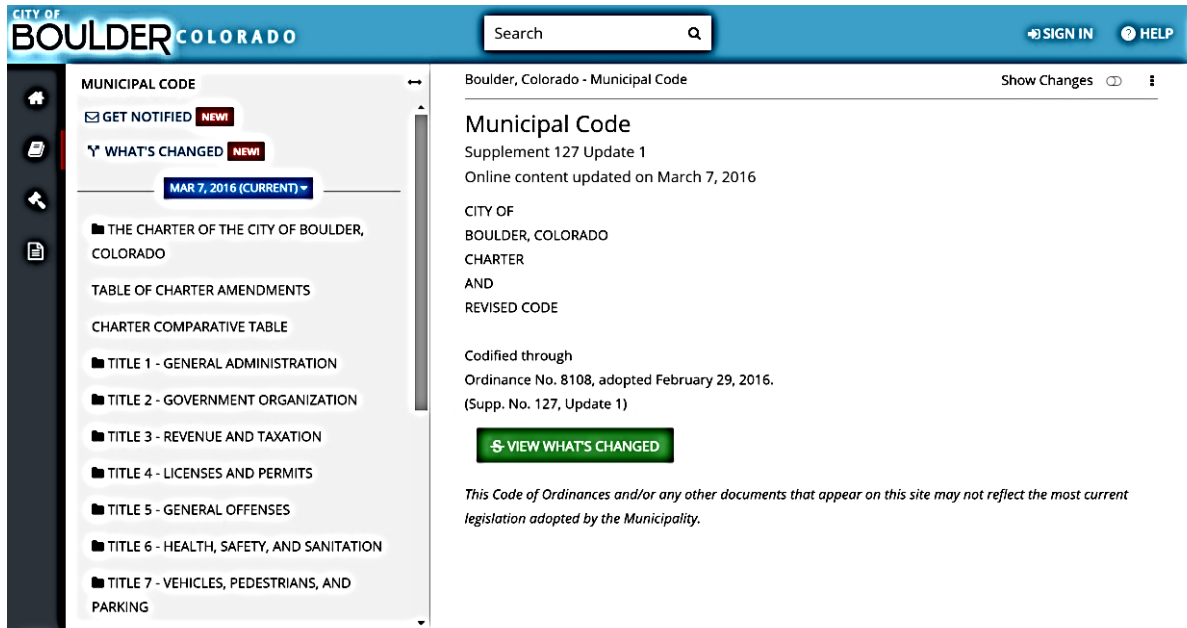 CITY OF
BOULDER COLORADO
Search
SIGN IN
HELP
MUNICIPAL CODE
GET NOTIFIED NEW!
WHAT'S CHANGED NEW!
MAR 7, 2016 (CURRENT)
THE CHARTER OF THE CITY OF BOULDER,
COLORADO
TABLE OF CHARTER AMENDMENTS
CHARTER COMPARATIVE TABLE
TITLE 1 - GENERAL ADMINISTRATION
TITLE 2 - GOVERNMENT ORGANIZATION
TITLE 3 - REVENUE AND TAXATION
TITLE 4 - LICENSES AND PERMITS
TITLE 5 - GENERAL OFFENSES
TITLE 6 - HEALTH, SAFETY, AND SANITATION
TITLE 7 - VEHICLES, PEDESTRIANS, AND
PARKING
Boulder, Colorado - Municipal Code
Show Changes
Municipal Code
Supplement 127 Update 1
Online content updated on March 7, 2016
CITY OF
BOULDER, COLORADO
CHARTER
AND
REVISED CODE
Codified through
Ordinance No. 8108, adopted February 29, 2016.
(Supp. No. 127, Update 1)
VIEW WHAT'S CHANGED
This Code of Ordinances and/or any other documents that appear on this site may not reflect the most current
legislation adopted by the Municipality.